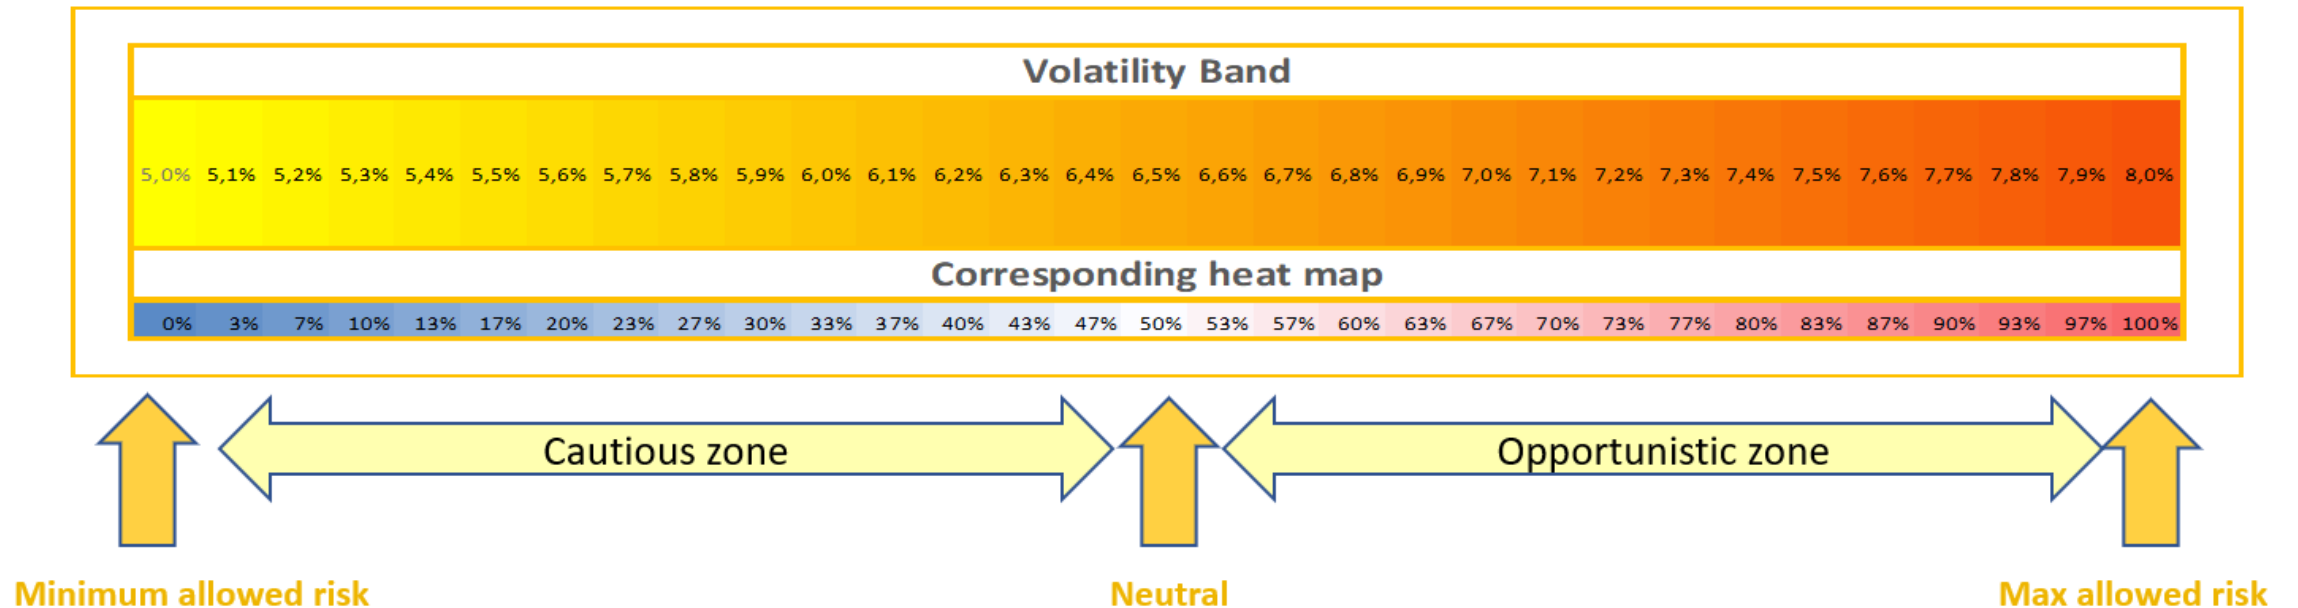 Volatility Band
5,0% 5,1% 5,2% 5,3% 5,4% 5,5% 5,6% 5,7% 5,8% 5,9% 6,0% 6,1% 6,2% 6,3% 6,4% 6,5% 6,6% 6,7% 6,8% 6,9% 7,0% 7,1% 7,2% 7,3% 7,4% 7,5% 7,6% 7,7% 7,8% 7,9% 8,0%
Corresponding heat map
0% 3% 7% 10% 13% 17% 20% 23% 27% 30% 33% 37% 40% 43% 47% 50% 53% 57% 60% 63% 67% 70% 73% 77% 80% 83% 87% 90% 93% 97% 100%
Cautious zone Opportunistic zone
Minimum allowed risk Neutral Max allowed risk